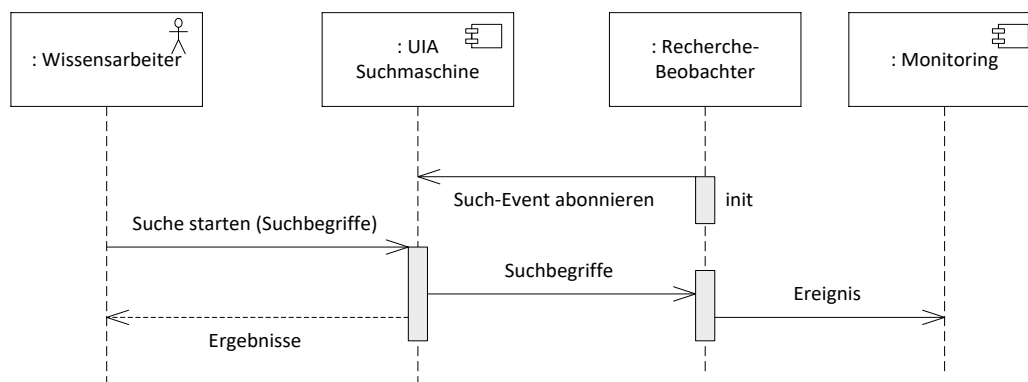 : Wissensarbeiter
: UIA
Suchmaschine
: Recherche-
Beobachter
: Monitoring
Such-Event abonnieren
init
Suche starten (Suchbegriffe)
Suchbegriffe
Ereignis
Ergebnisse